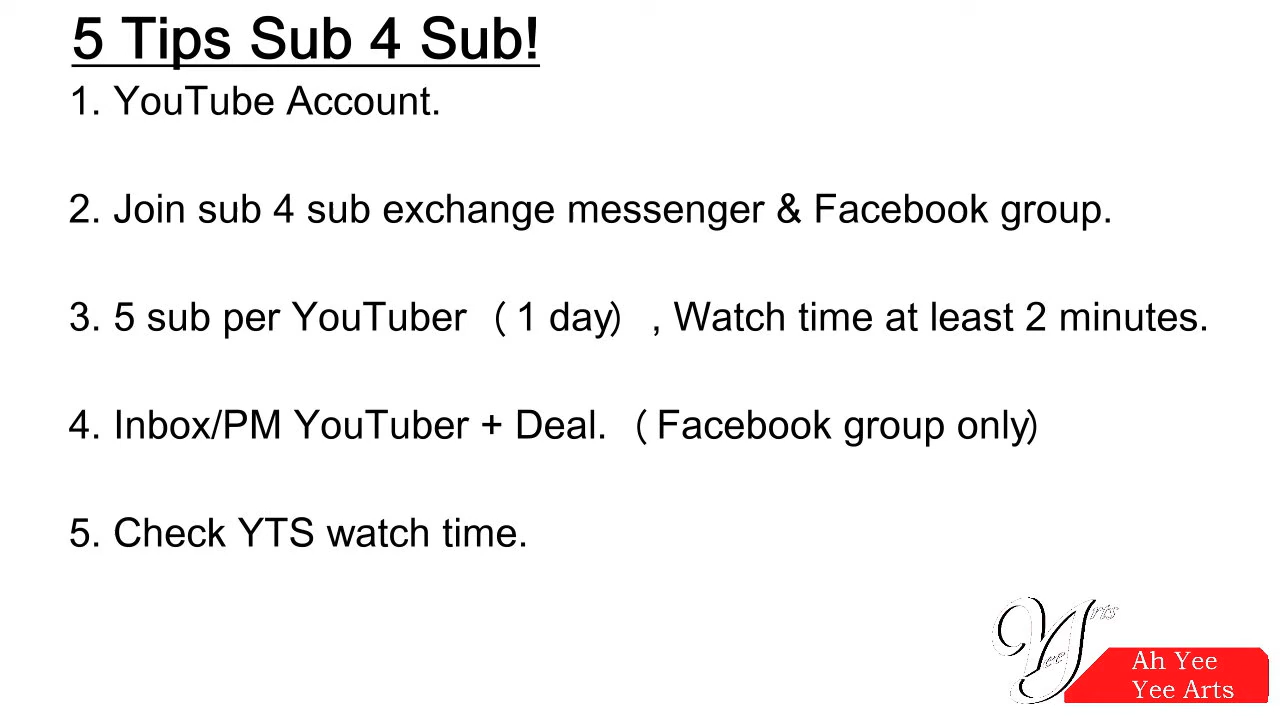 5 Tips Sub 4 Sub!
1. YouTube Account.
2. Join sub 4 sub exchange messenger & Facebook group.
3. 5 sub per YouTuber（1 day）, Watch time at least 2 minutes.
4. Inbox/PM YouTuber + Deal.（Facebook group only）
5. Check YTS watch time.
Yee Arts
Ah Yee
Yee Arts